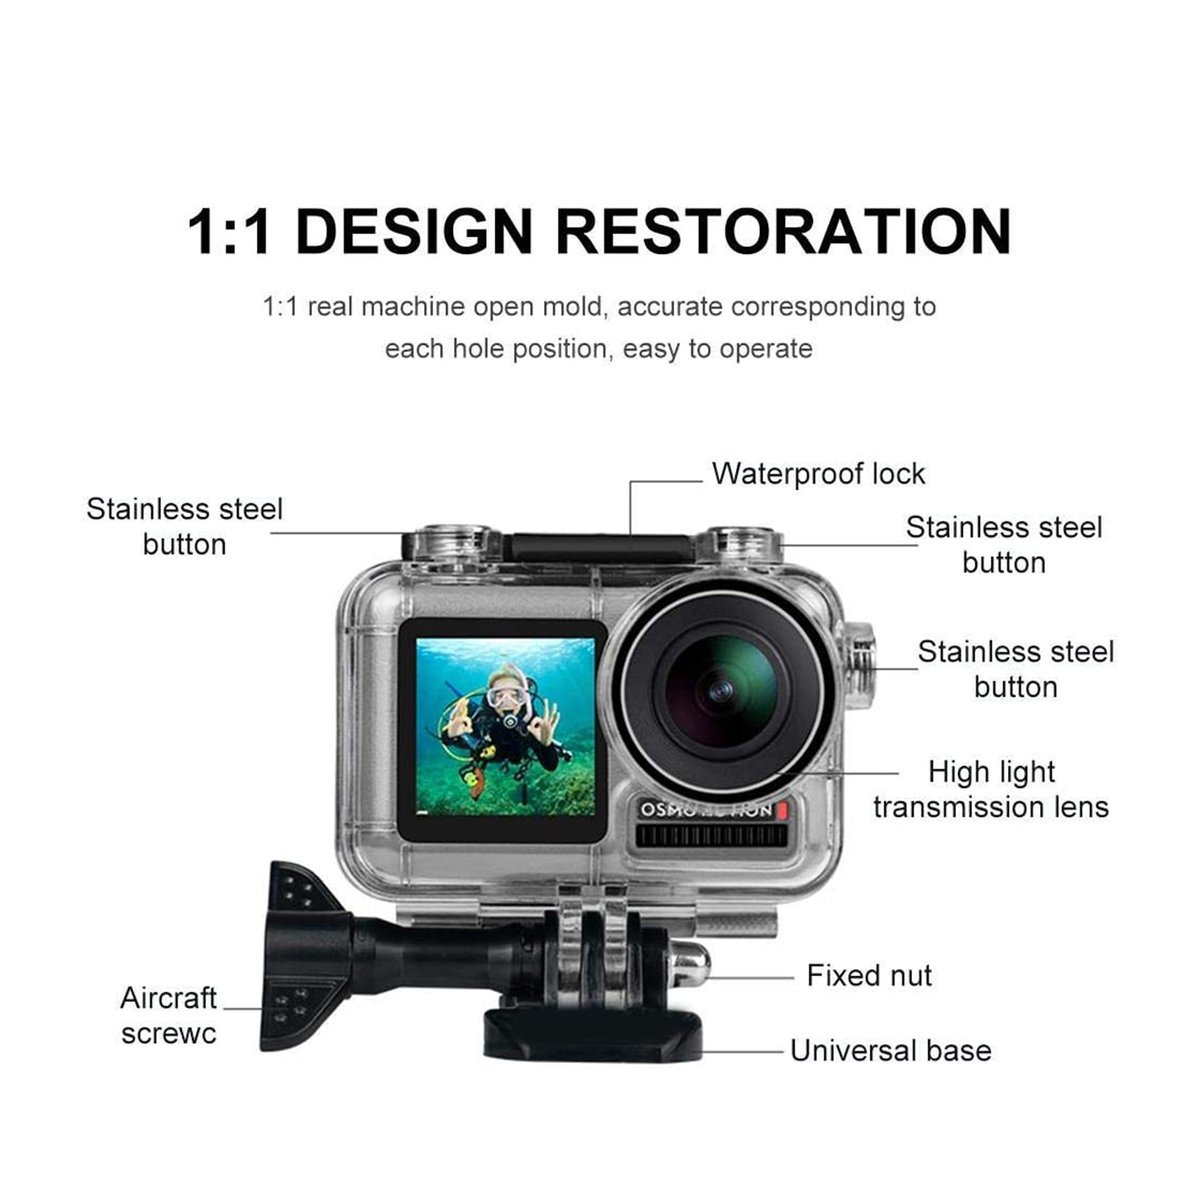 1:1 DESIGN RESTORATION
1:1 real machine open mold, accurate corresponding to
each hole position, easy to operate
Waterproof lock
Stainless steel
button
Stainless steel
button
Stainless steel
button
High light
transmission lens
OSMO ACTION
Fixed nut
Aircraft
screwc
Universal base